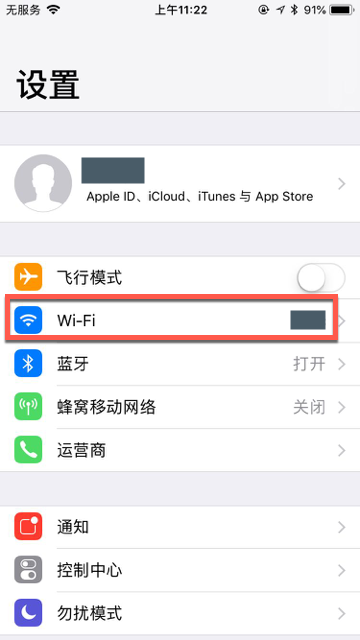 无服务 上午11:22 91%
设置
Apple ID、iCloud、iTunes 与 App Store
飞行模式
Wi-Fi
蓝牙 打开
蜂窝移动网络 关闭
运营商
通知
控制中心
勿扰模式